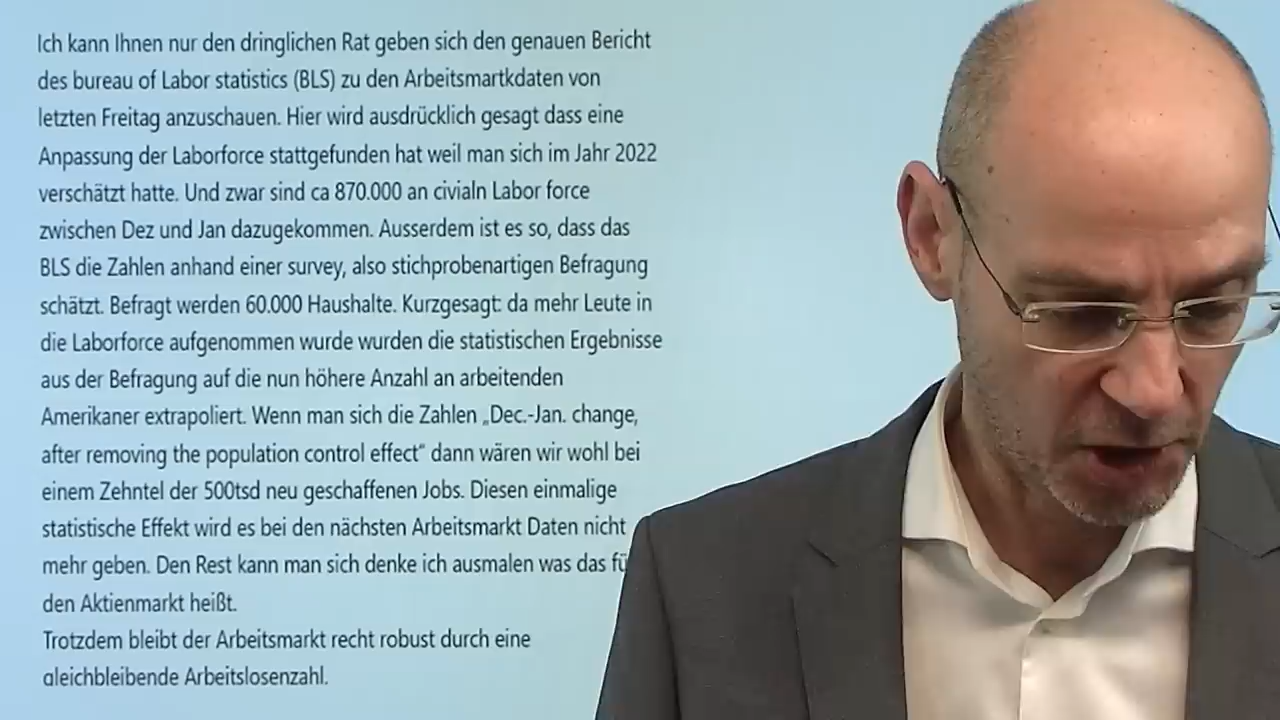 Ich kann Ihnen nur den dringlichen Rat geben sich den genauen Bericht
des bureau of Labor statistics (BLS) zu den Arbeitsmartkdaten von
letzten Freitag anzuschauen. Hier wird ausdrücklich gesagt dass eine
Anpassung der Laborforce stattgefunden hat weil man sich im Jahr 2022
verschätzt hatte. Und zwar sind ca 870.000 an civialn Labor force
zwischen Dez und Jan dazugekommen. Ausserdem ist es so, dass das
BLS die Zahlen anhand einer survey, also stichprobenartigen Befragung
schätzt. Befragt werden 60.000 Haushalte. Kurzgesagt: da mehr Leute in
die Laborforce aufgenommen wurde wurden die statistischen Ergebnisse
aus der Befragung auf die nun höhere Anzahl an arbeitenden
Amerikaner extrapoliert. Wenn man sich die Zahlen „Dec.-Jan. change,
after removing the population control effect“ dann wären wir wohl bei
einem Zehntel der 500tsd neu geschaffenen Jobs. Diesen einmalige
statistische Effekt wird es bei den nächsten Arbeitsmarkt Daten nicht
mehr geben. Den Rest kann man sich denke ich ausmalen was das fü
den Aktienmarkt heißt.
Trotzdem bleibt der Arbeitsmarkt recht robust durch eine
gleichbleibende Arbeitslosenzahl.